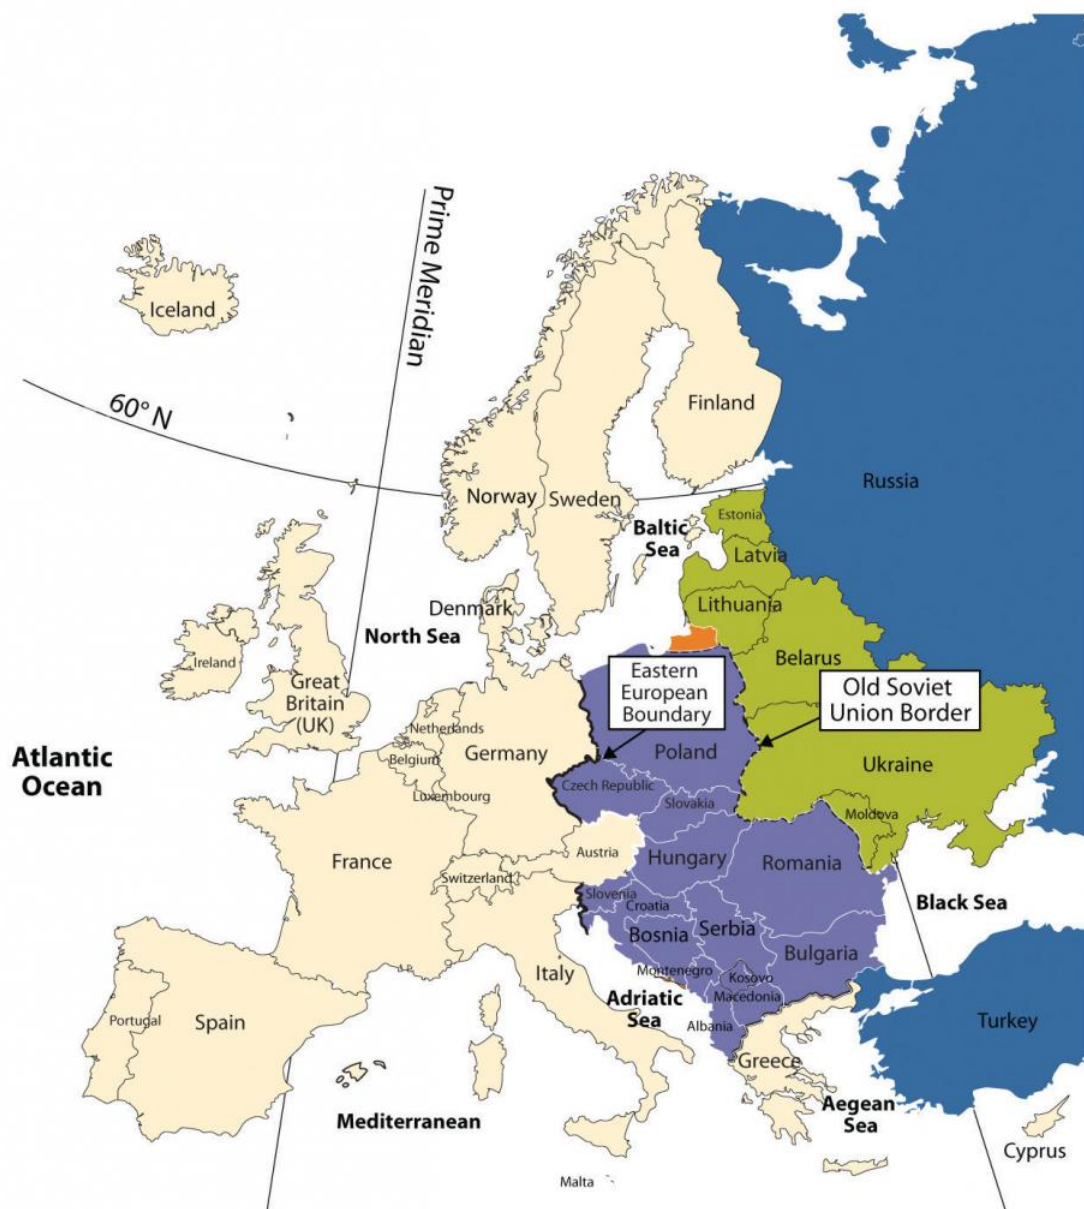 Prime Meridian
Iceland
60° N
Finland
Russia
Norway
Sweden
Estonia
Baltic
Sea
Latvia
Denmark
Lithuania
North Sea
Ireland
Belarus
Great
Britain
(UK)
Eastern
European
Boundary
Old Soviet
Union Border
Netherlands
Germany
Poland
Atlantic
Ocean
Belgium
Ukraine
Czech Republic
Luxembourg
Slovakia
Moldova
France
Austria
Hungary
Romania
Switzerland
Slovenia
Croatia
Black Sea
Bosnia
Serbia
Bulgaria
Italy
Montenegro
Kosovo
Adriatic
Sea
Macedonia
Portugal
Spain
Albania
Turkey
Greece
Mediterranean
Aegean
Sea
Cyprus
Malta